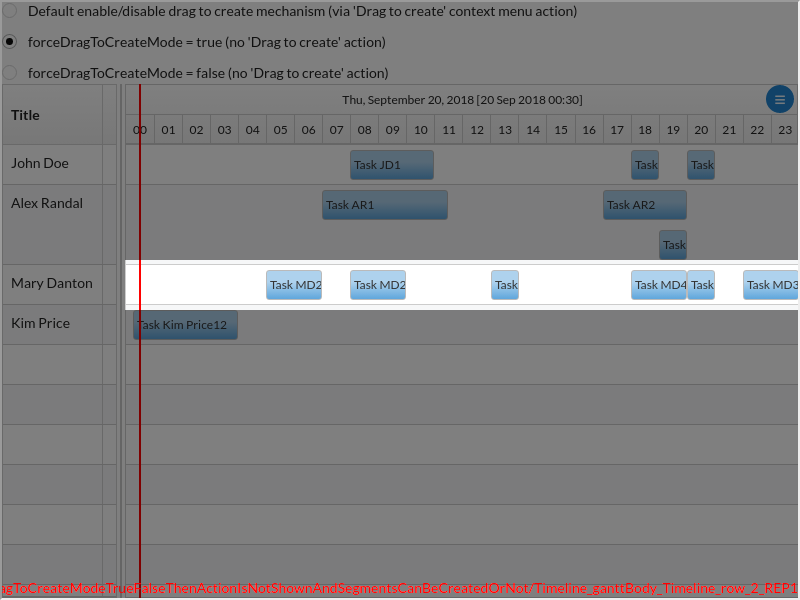 Default enable/disable drag to create mechanism (via 'Drag to create' context menu action)
forceDragToCreateMode = true (no 'Drag to create' action)
forceDragToCreateMode = false (no 'Drag to create' action)
Title
Thu, September 20, 2018 [20 Sep 2018 00:30]
00 01 02 03 04 05 06 07 08 09 10 11 12 13 14 15 16 17 18 19 20 21 22 23
John Doe Task JD1 Task Task
Alex Randal Task AR1 Task AR2
Task
Mary Danton Task MD2 Task MD2 Task Task MD4 Task Task MD3
Kim Price Task Kim Price12
agToCreateModeTrueFalseThenActionIsNotShownAndSegmentsCanBeCreatedOrNot/Timeline_ganttBody_Timeline_row_2_REP1